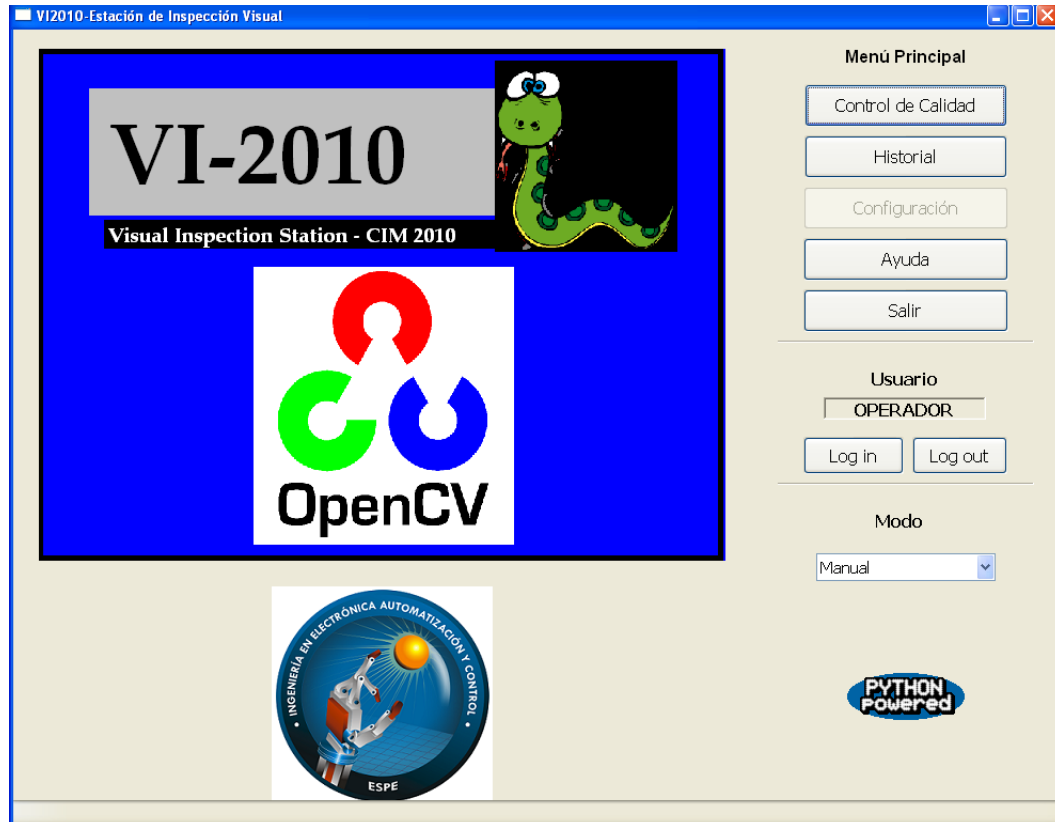 VI2010-Estación de Inspección Visual
VI-2010
Visual Inspection Station - CIM 2010
OpenCV
INGENIERÍA EN ELECTRÓNICA AUTOMATIZACIÓN Y CONTROL
ESPE
Menú Principal
Control de Calidad
Historial
Configuración
Ayuda
Salir
Usuario
OPERADOR
Log in
Log out
Modo
Manual
PYTHON
Powered